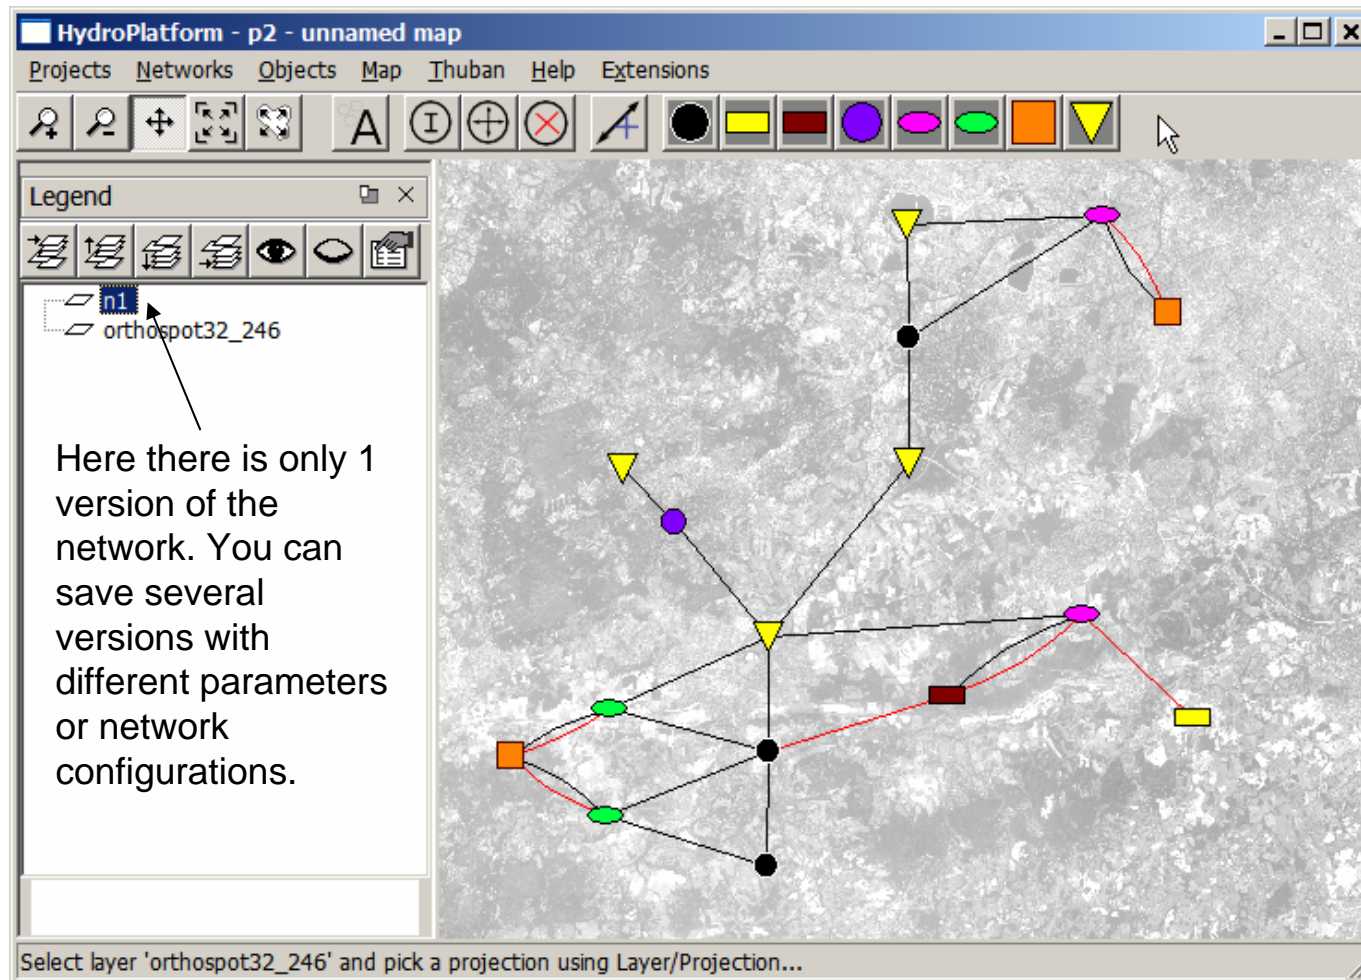 HydroPlatform - p2 - unnamed map
Projects Networks Objects Map Thuban Help Extensions
A
I
Legend
n1
orthospot32_246
Here there is only 1
version of the
network. You can
save several
versions with
different parameters
or network
configurations.
Select layer 'orthospot32_246' and pick a projection using Layer/Projection...